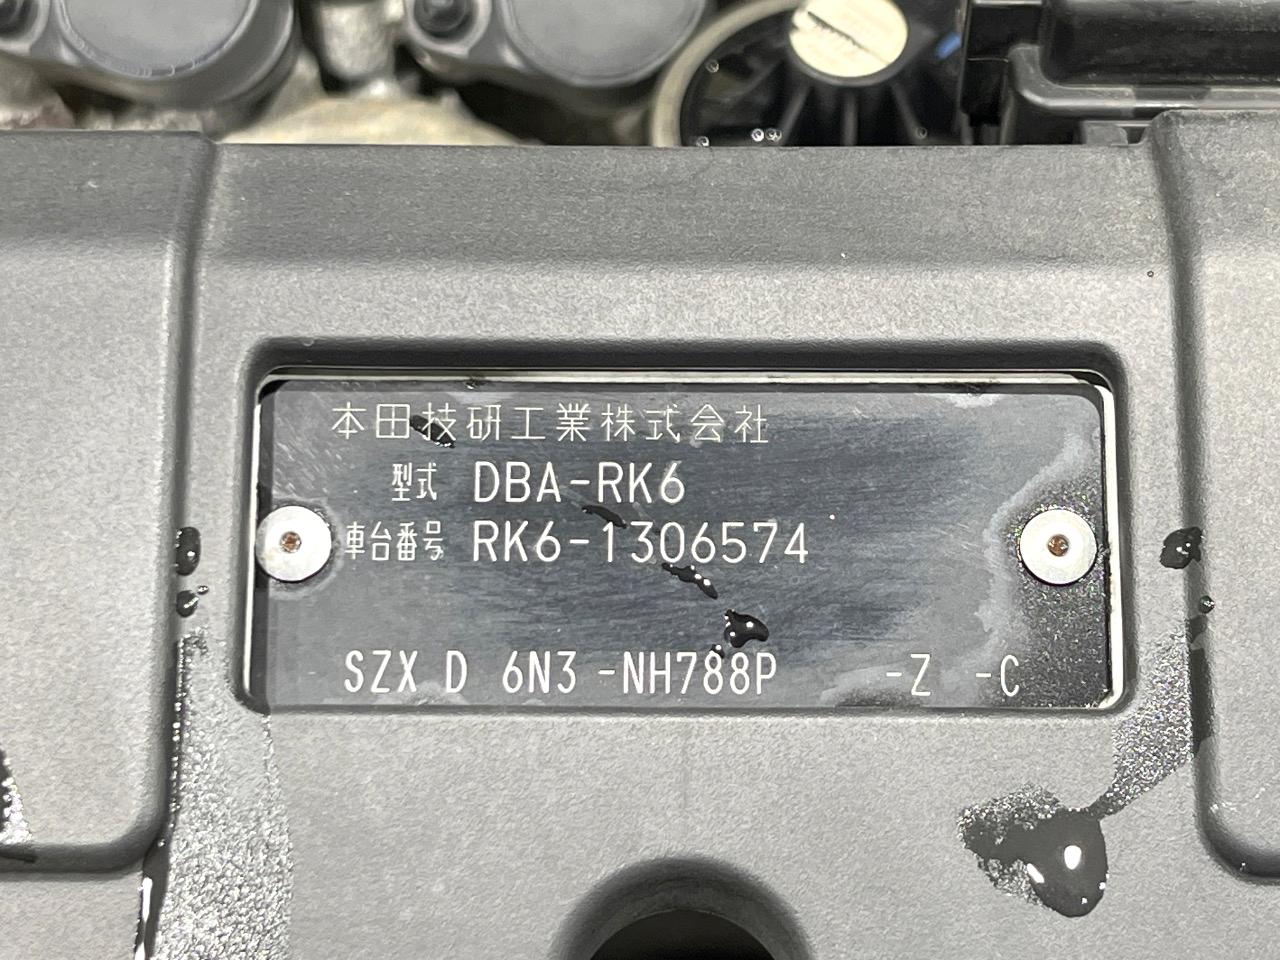 本田技研工業株式会社
型式 DBA-RK6
車台番号 RK6-1306574
SZX D 6N3 -NH788P -Z -C